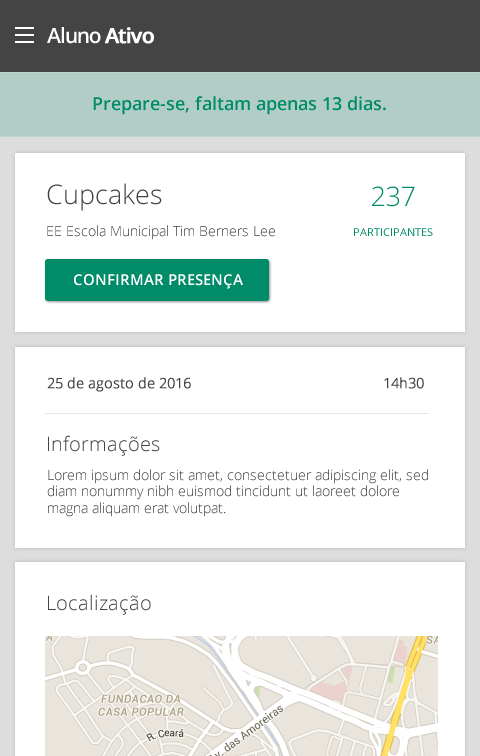 Aluno Ativo
Prepare-se, faltam apenas 13 dias.
Cupcakes
237
EE Escola Municipal Tim Berners Lee
PARTICIPANTES
CONFIRMAR PRESENÇA
25 de agosto de 2016
14h30
Informações
Lorem ipsum dolor sit amet, consectetuer adipiscing elit, sed
diam nonummy nibh euismod tincidunt ut laoreet dolore
magna aliquam erat volutpat.
Localização
FUNDACAO DA
CASA POPULAR
R. Ceará
Av. das Amoreiras